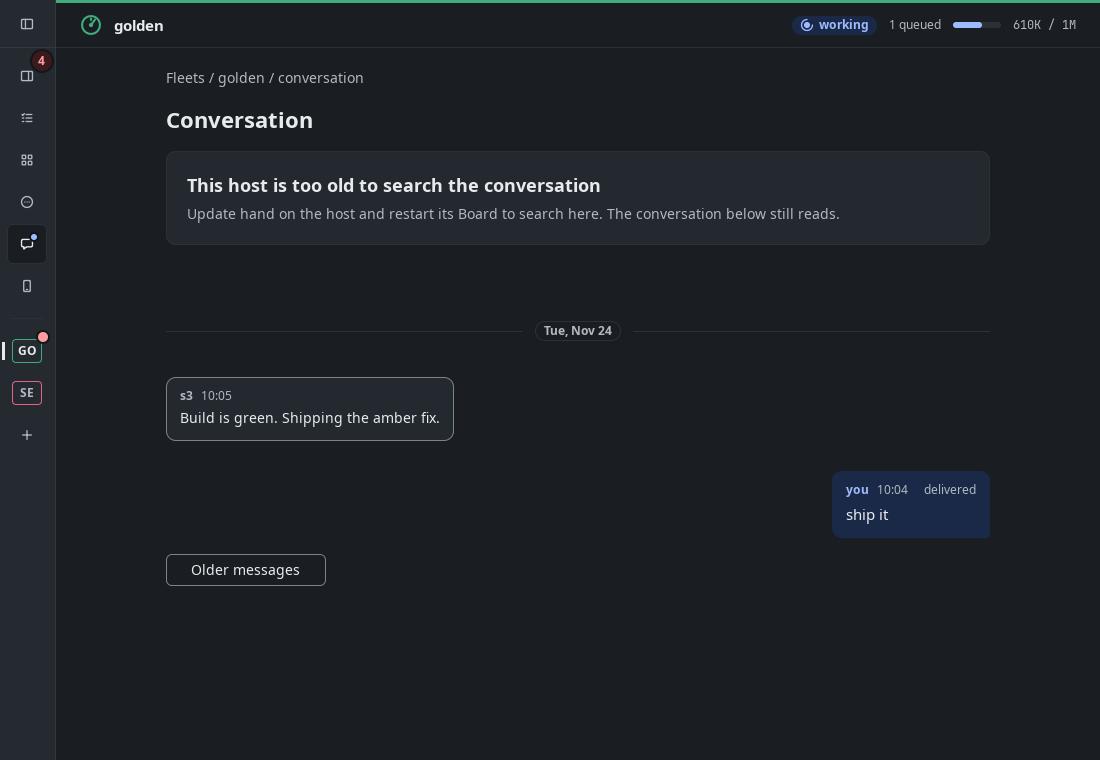 golden
working
1 queued
610K / 1M
4
Fleets / golden / conversation
Conversation
This host is too old to search the conversation
Update hand on the host and restart its Board to search here. The conversation below still reads.
Tue, Nov 24
GO
SE
s3 10:05
Build is green. Shipping the amber fix.
you 10:04 delivered
ship it
Older messages